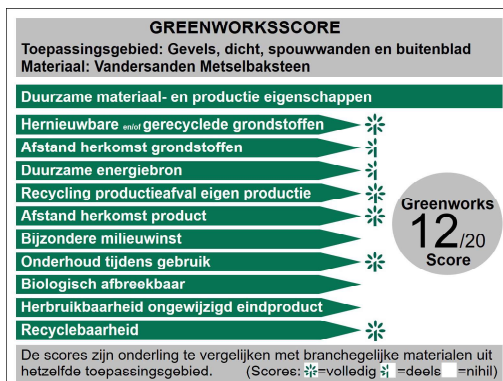 GREENWORKSSCORE
Toepassingsgebied: Gevels, dicht, spouwwanden en buitenblad
Materiaal: Vandersanden Metselbaksteen
Duurzame materiaal- en productie eigenschappen
Hernieuwbare en/of gerecyclede grondstoffen
Afstand herkomst grondstoffen
Duurzame energiebron
Recycling productieafval eigen productie
Afstand herkomst product
Bijzondere milieuwinst
Onderhoud tijdens gebruik
Biologisch afbreekbaar
Herbruikbaarheid ongewijzigd eindproduct
Recyclebaarheid
Greenworks
12/20
Score
De scores zijn onderling te vergelijken met branchegelijke materialen uit
hetzelfde toepassingsgebied. (Scores: =volledig =deels =nihil)